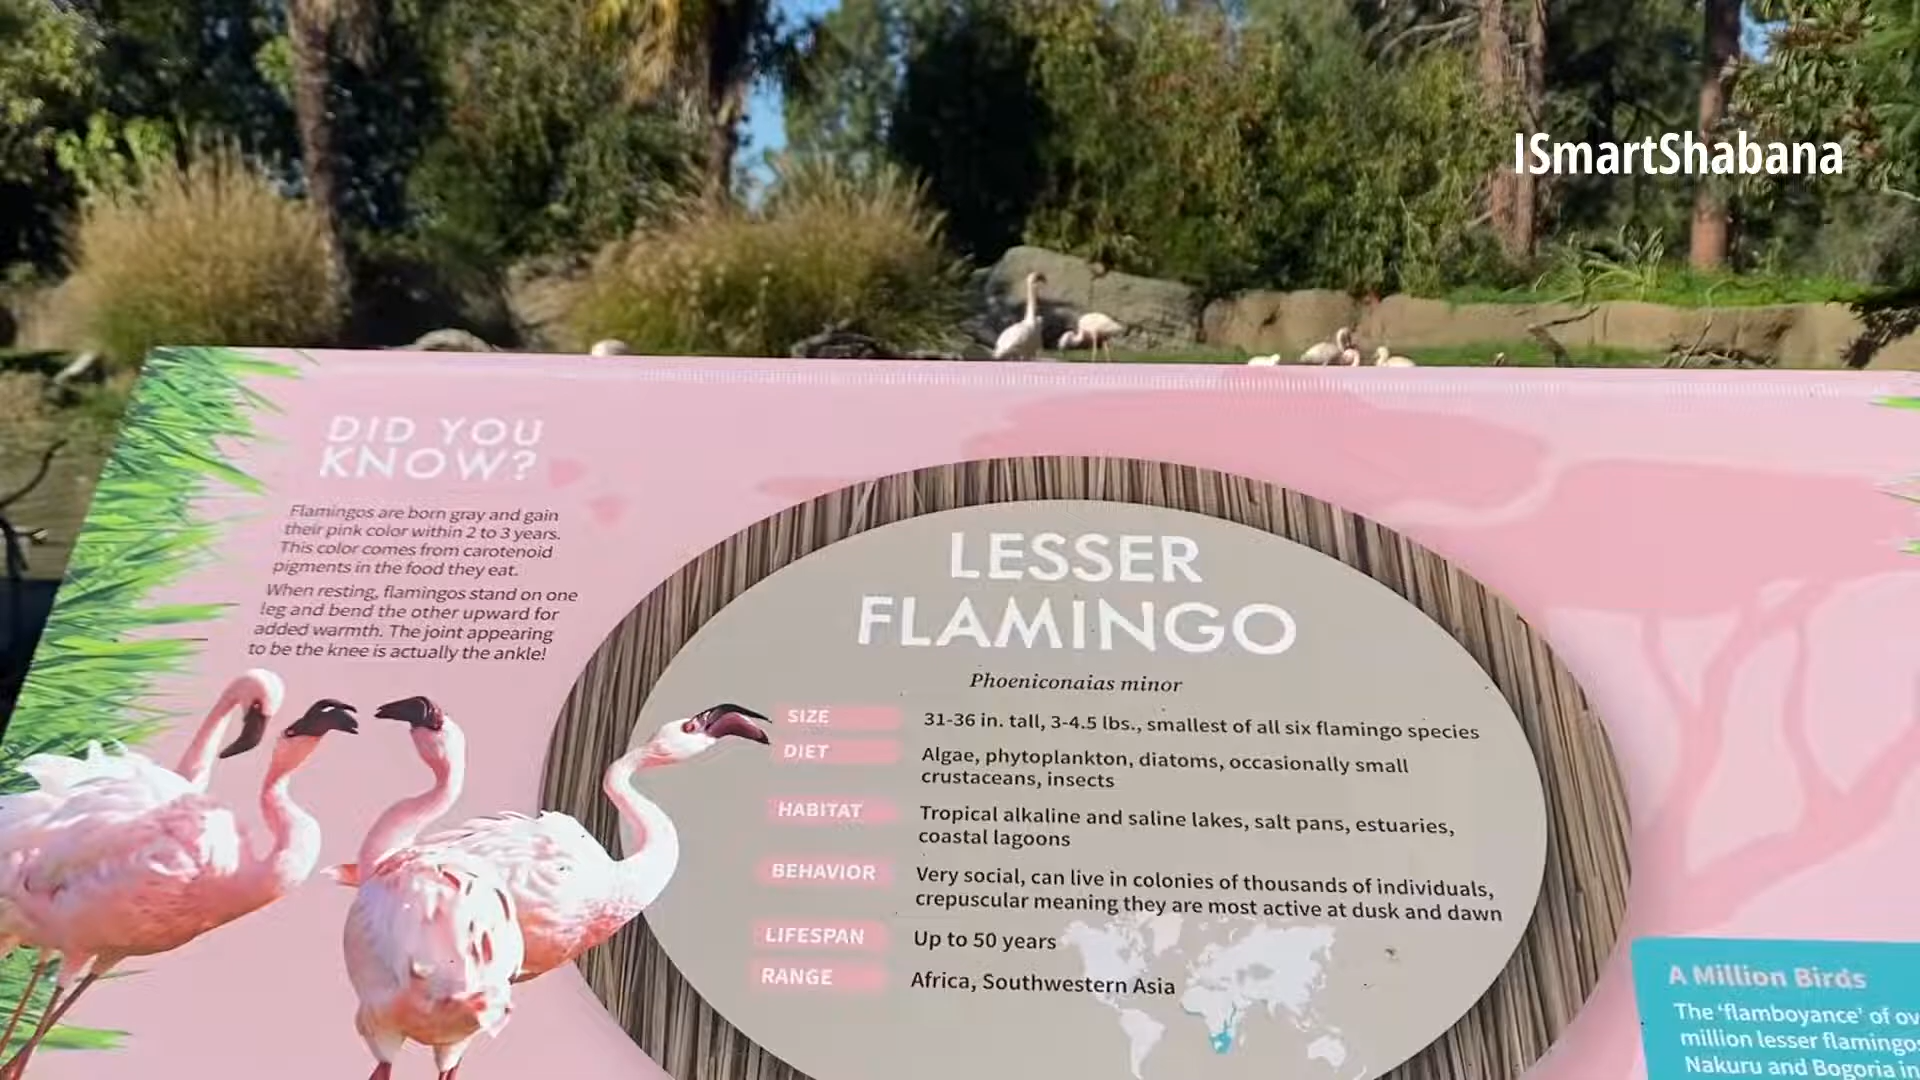 ISmartShabana
DID YOU
KNOW?
Flamingos are born gray and gain
their pink color within 2 to 3 years.
This color comes from carotenoid
pigments in the food they eat.
When resting, flamingos stand on one
leg and bend the other upward for
added warmth. The joint appearing
to be the knee is actually the ankle!
LESSER
FLAMINGO
Phoeniconaias minor
SIZE 31-36 in. tall, 3-4.5 lbs., smallest of all six flamingo species
DIET Algae, phytoplankton, diatoms, occasionally small
crustaceans, insects
HABITAT Tropical alkaline and saline lakes, salt pans, estuaries,
coastal lagoons
BEHAVIOR Very social, can live in colonies of thousands of individuals,
crepuscular meaning they are most active at dusk and dawn
LIFESPAN Up to 50 years
RANGE Africa, Southwestern Asia
A Million Birds
The ‘flamboyance’ of
million lesser
Nakuru and Bogoria in